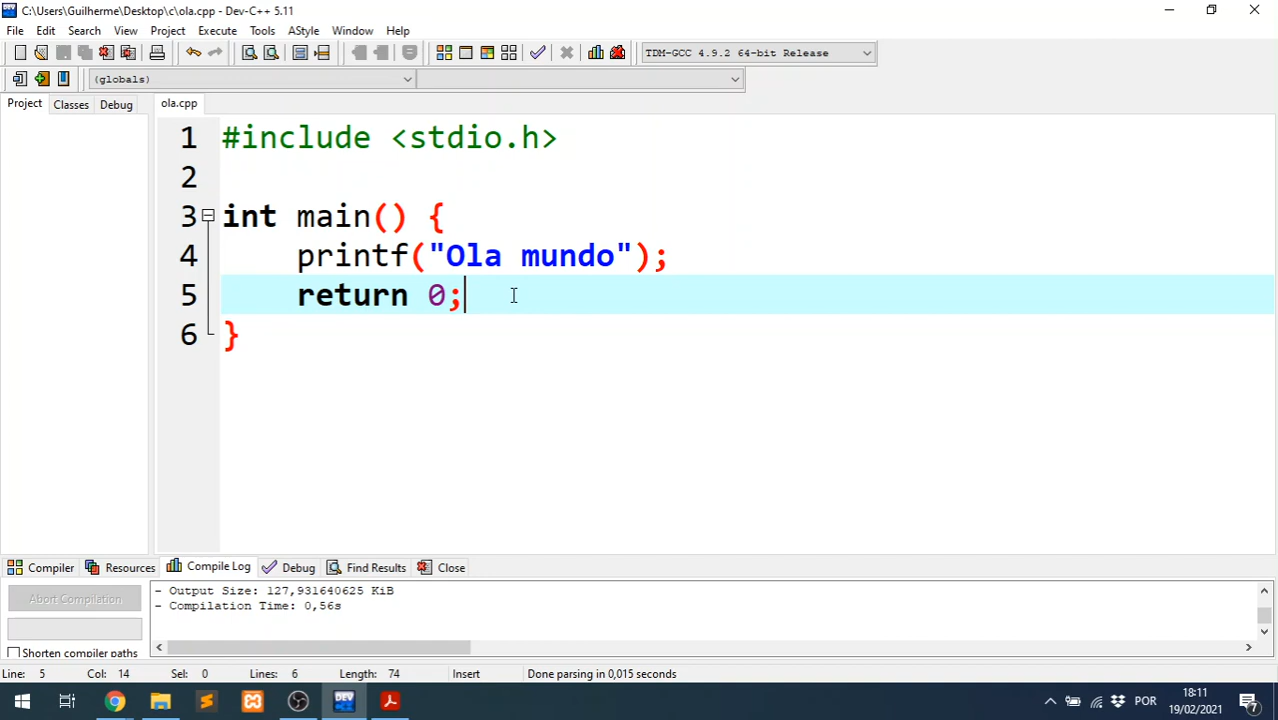 C:\Users\Guilherme\Desktop\c\ola.cpp - Dev-C++ 5.11
File Edit Search View Project Execute Tools AStyle Window Help
TDM-GCC 4.9.2 64-bit Release
(globals)
Project Classes Debug ola.cpp
1 #include <stdio.h>
2
3 int main() {
4 printf("Ola mundo");
5 return 0;
6 }
Compiler Resources Compile Log Debug Find Results Close
Abort Compilation
- Output Size: 127,931640625 KiB
- Compilation Time: 0,56s
Shorten compiler paths
Line: 5 Col: 14 Sel: 0 Lines: 6 Length: 74 Insert Done parsing in 0,015 seconds
DEV
POR
18:11
19/02/2021
7